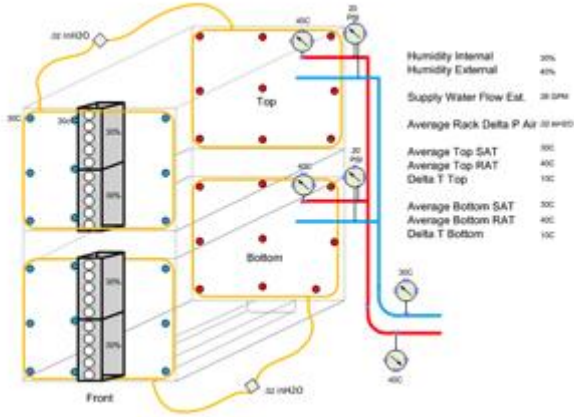 .02 InH2O
40C
20
PSI
Humidity Internal 30%
Humidity External 40%
Supply Water Flow Est. 28 GPM
Average Rack Delta P Air .02 InH2O
Average Top SAT 30C
Average Top RAT 40C
Delta T Top 10C
Average Bottom SAT 30C
Average Bottom RAT 40C
Delta T Bottom 10C
Top
30C
30C
30%
30%
40C
20
PSI
Bottom
30%
30%
30C
40C
.02 InH2O
Front